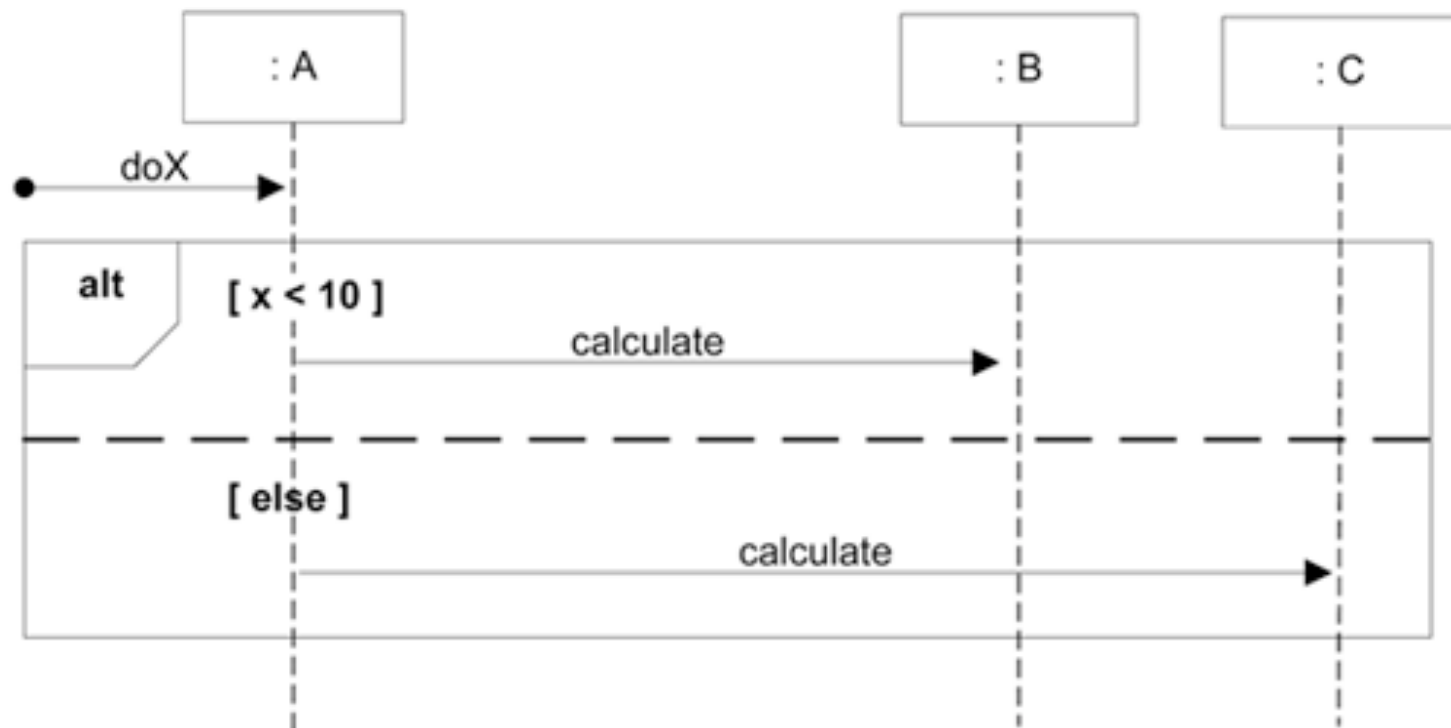 : A
: B
: C
doX
alt
[ x < 10 ]
calculate
[ else ]
calculate